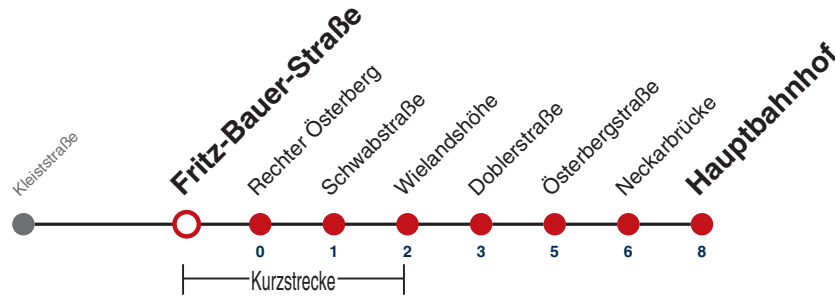 Kleiststraße
Fritz-Bauer-Straße
Rechter Österberg
Schwabstraße
Wielandshöhe
Doblerstraße
Österbergstraße
Neckarbrücke
Hauptbahnhof
0 1 2 3 5 6 8
Kurzstrecke